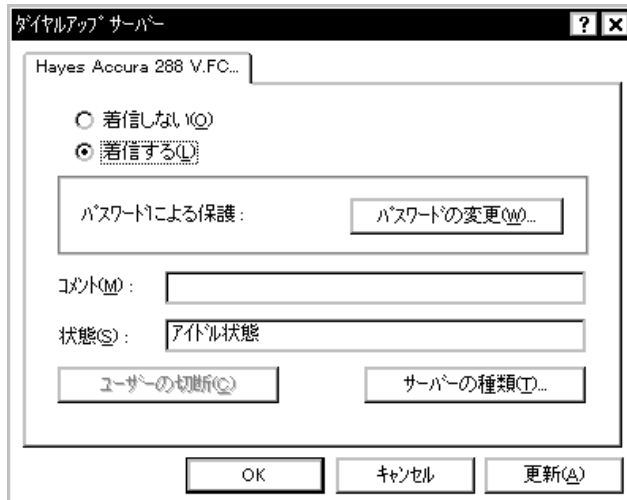 ﾀﾞｲﾔﾙｱｯﾌﾟ ｻｰﾊﾞｰ
Hayes Accura 288 V.FC...
着信しない(O)
着信する(L)
ﾊﾟｽﾜｰﾄﾞによる保護:
ﾊﾟｽﾜｰﾄﾞの変更(W)...
ｺﾒﾝﾄ(M):
状態(S):
ｱｲﾄﾞﾙ状態
ﾕｰｻﾞｰの切断(C)
ｻｰﾊﾞｰの種類(T)...
OK
ｷｬﾝｾﾙ
更新(A)